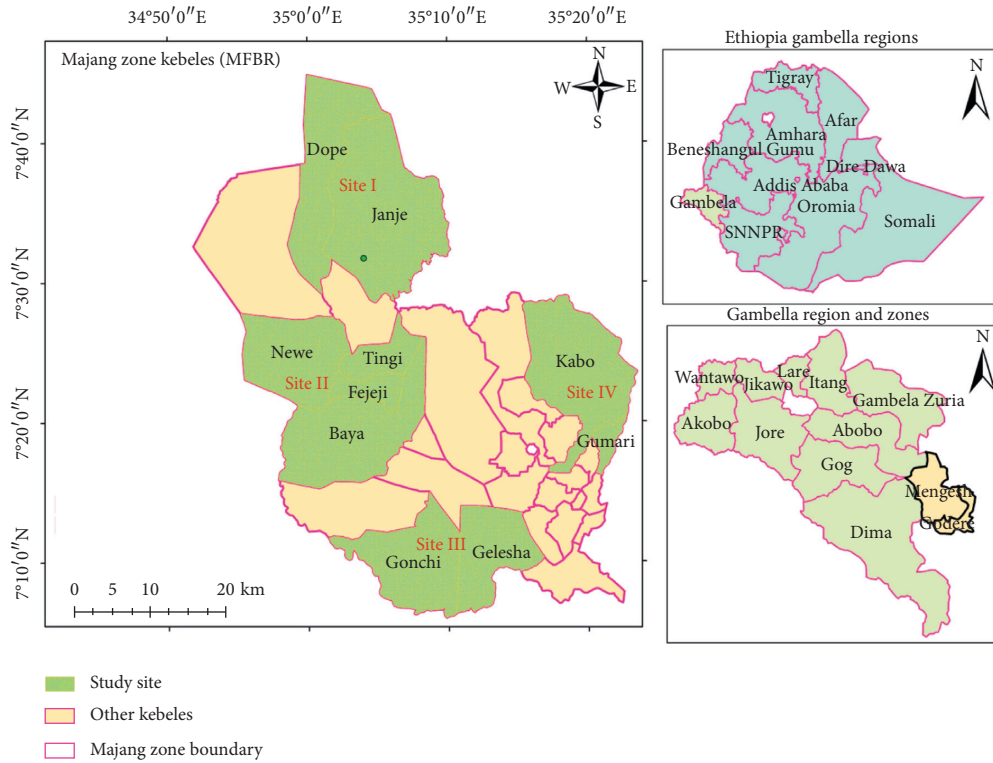 34°50′0″E
35°0′0″E
35°10′0″E
35°20′0″E
Majang zone kebeles (MFBR)
N
W
E
S
7°40′0″N
7°30′0″N
7°20′0″N
7°10′0″N
Dope
Site I
Janje
Newe
Tingi
Site II
Fejeji
Baya
Kabo
Site IV
Gumari
Site III
Gonchi
Gelesha
0 5 10 20 km
Study site
Other kebeles
Majang zone boundary
Ethiopia gambella regions
N
Tigray
Afar
Amhara
Beneshangul Gumu
Dire Dawa
Addis Ababa
Gambela
Oromia
Somali
SNNPR
Gambella region and zones
N
Lare
Wantawo
Jikawo
Itang
Gambela Zuria
Akobo
Jore
Abobo
Gog
Mengesh
Godere
Dima